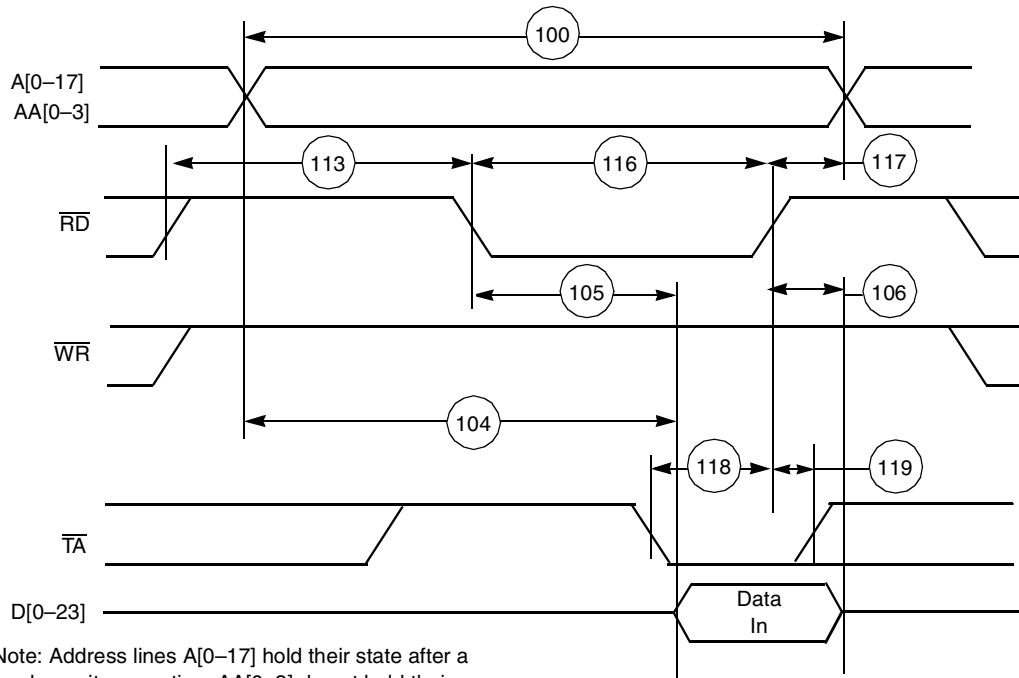 100
A[0–17]
AA[0–3]
113
116
117
RD
105
106
WR
104
118
119
TA
D[0–23]
Data
In
Note: Address lines A[0–17] hold their state after a